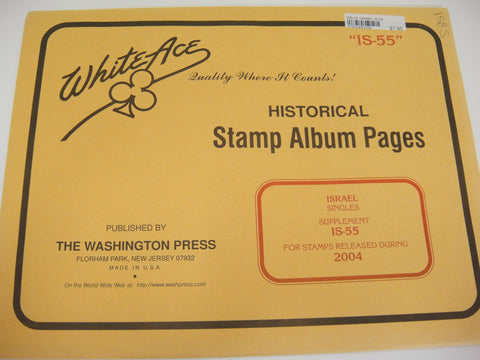 "IS-55"
$7.95
White-Ace
Quality Where It Counts!
HISTORICAL
Stamp Album Pages
ISRAEL
SINGLES
SUPPLEMENT
IS-55
FOR STAMPS RELEASED DURING
2004
PUBLISHED BY
THE WASHINGTON PRESS
FLORHAM PARK, NEW JERSEY 07932
MADE IN U.S.A.
On the World Wide Web at: http://www.washpress.com